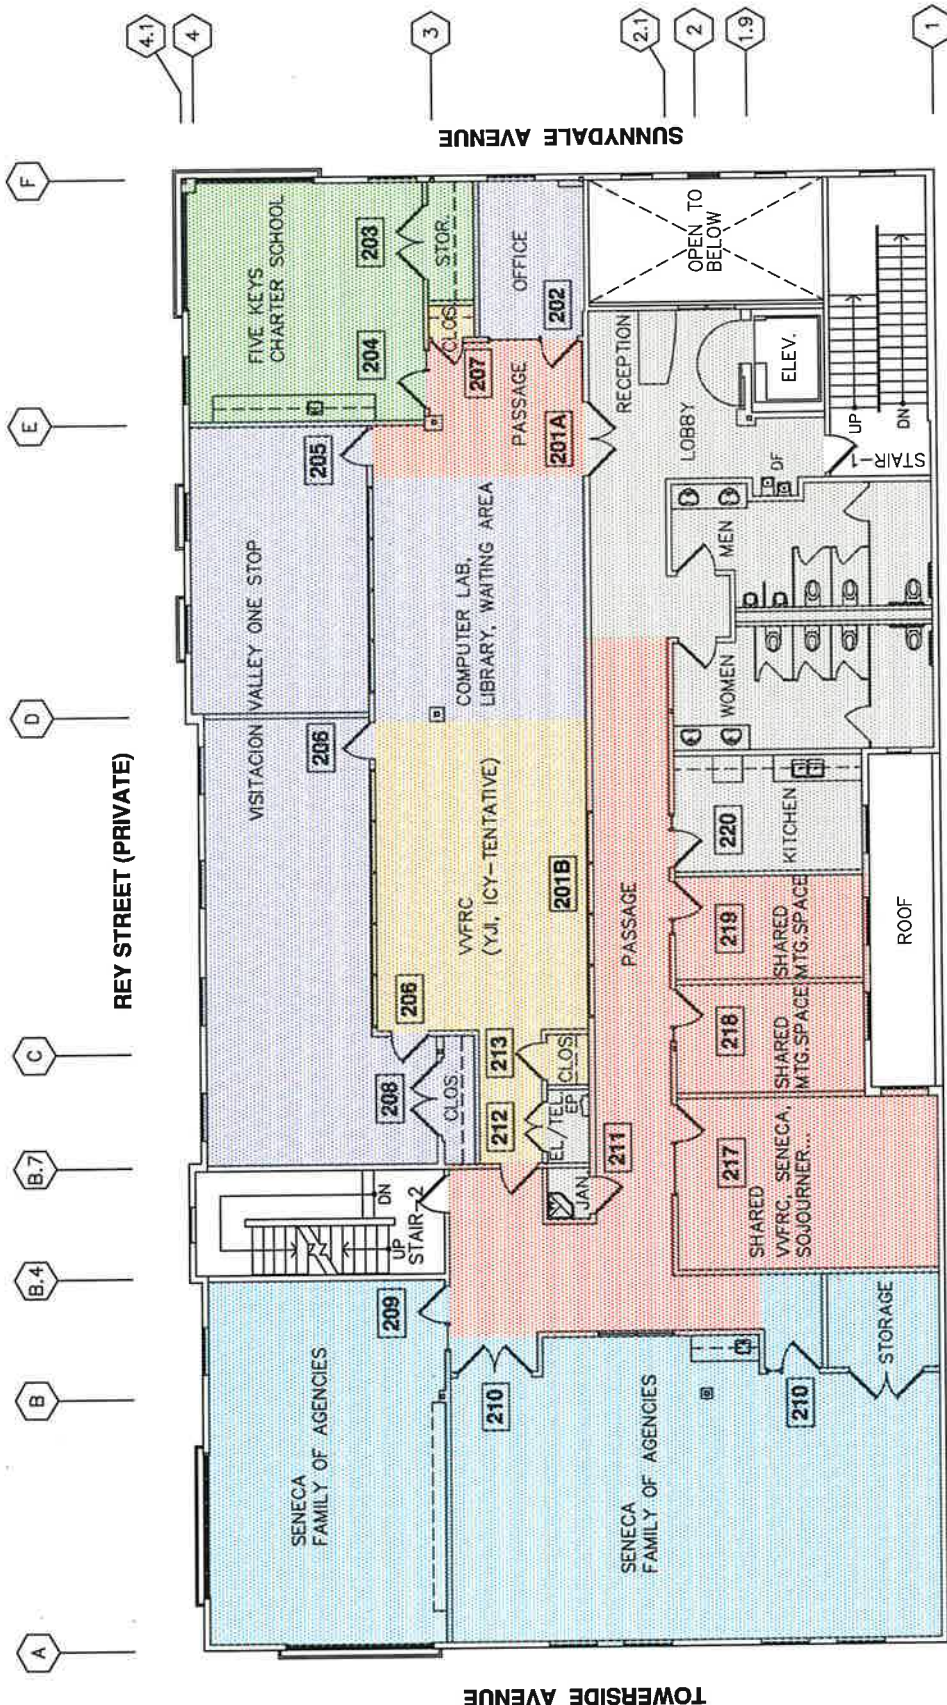 REY STREET (PRIVATE)
SUNNYDALE AVENUE
TOWERSIDE AVENUE
A
B
B.4
B.7
C
D
E
F
4.1
4
3
2.1
2
1.9
1
SENECA
FAMILY OF AGENCIES
209
UP
DN
STAIR-2
VISITACION VALLEY ONE STOP
208
CLOS
206
206
205
FIVE KEYS
CHARTER SCHOOL
204
203
STOR.
CLOS
207
OFFICE
202
PASSAGE
201A
COMPUTER LAB,
LIBRARY, WAITING AREA
VVFRC
(YJI, ICY-TENTATIVE)
201B
213
CLOS
212
EL/TEL
EP
JAN
211
PASSAGE
RECEPTION
LOBBY
OPEN TO
BELOW
ELEV.
UP
DN
STAIR-1
DF
MEN
WOMEN
220
KITCHEN
219
SHARED
MTG.SPACE
218
SHARED
MTG.SPACE
217
SHARED
VVFRC, SENECA,
SOJOURNER...
ROOF
210
SENECA
FAMILY OF AGENCIES
210
STORAGE